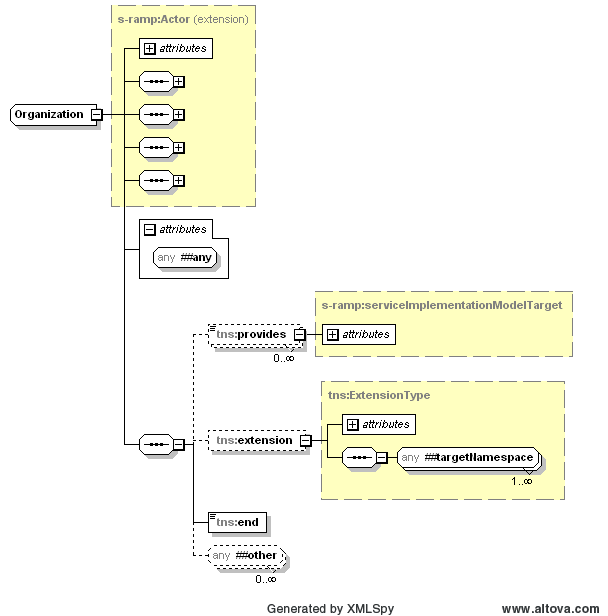 s-ramp:Actor (extension)
attributes
Organization
attributes
any ##any
s-ramp:serviceImplementationModelTarget
tns:provides
attributes
0..∞
tns:ExtensionType
attributes
tns:extension
any ##targetNamespace
1..∞
tns:end
any ##other
0..∞
Generated by XMLSpy
www.altova.com